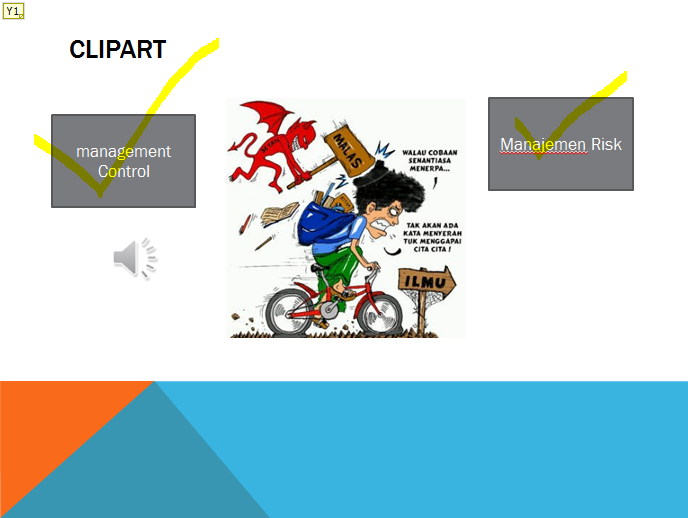 Y1
CLIPART
management
Control
Manajemen Risk
MALAS
WALAU COBAAN
SENANTIASA
MENERPA...
TAK AKAN ADA
KATA MENYERAH
TUK MENGGAPAI
CITA CITA !
ILMU